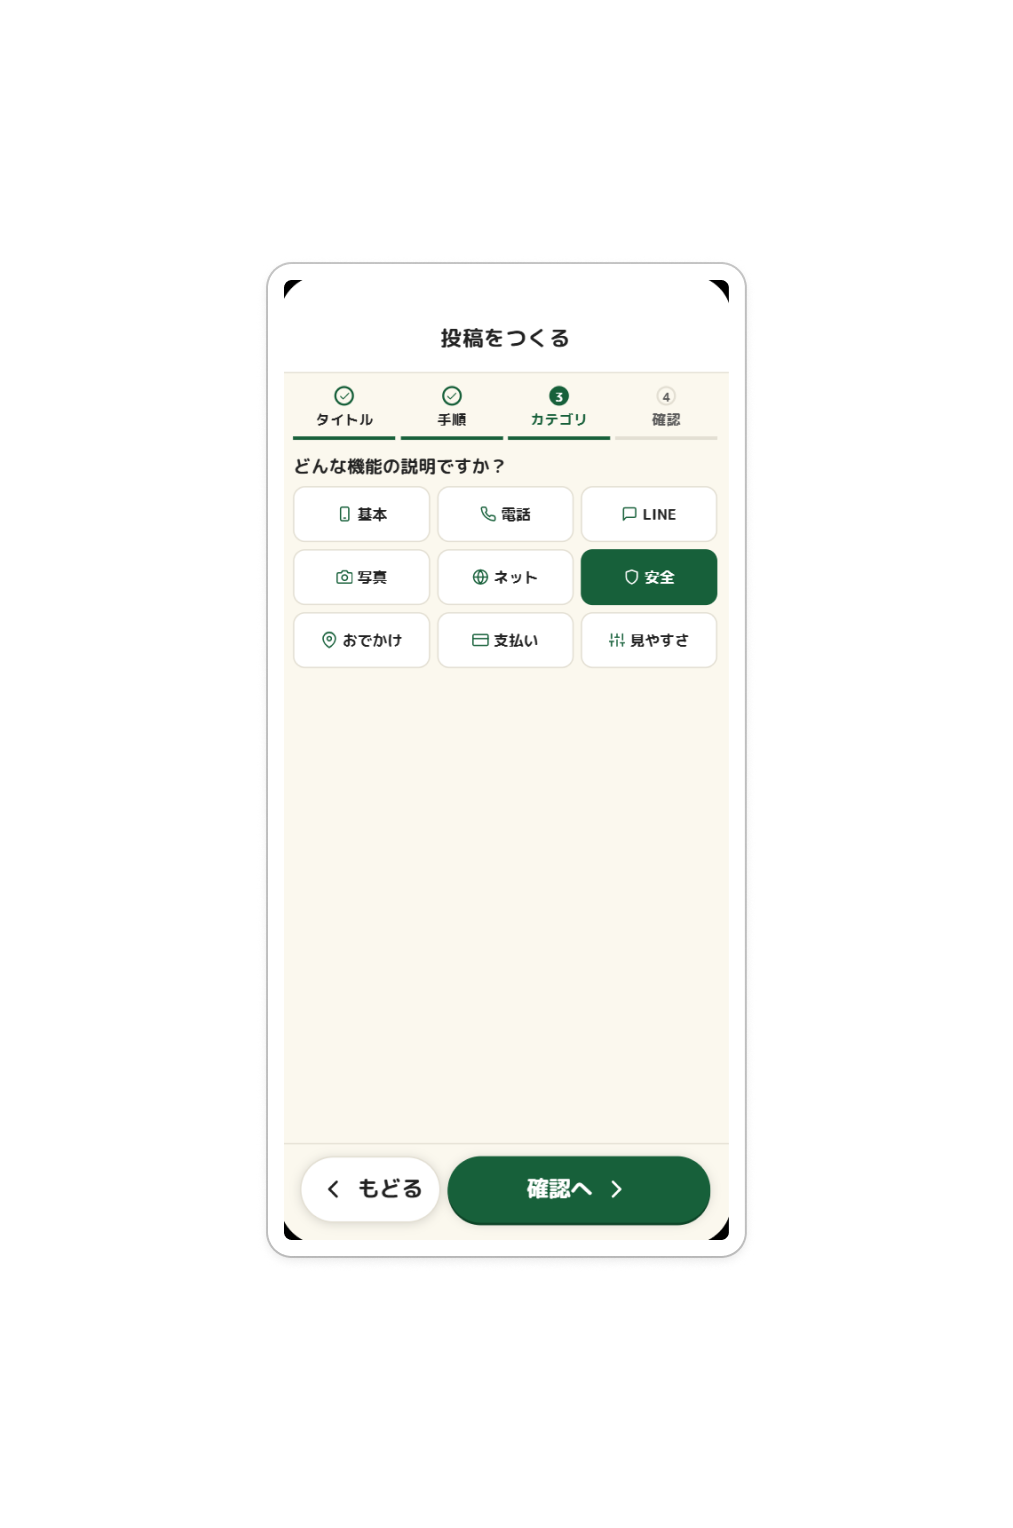 投稿をつくる
タイトル
手順
3
カテゴリ
4
確認
どんな機能の説明ですか？
基本
電話
LINE
写真
ネット
安全
おでかけ
支払い
見やすさ
もどる
確認へ